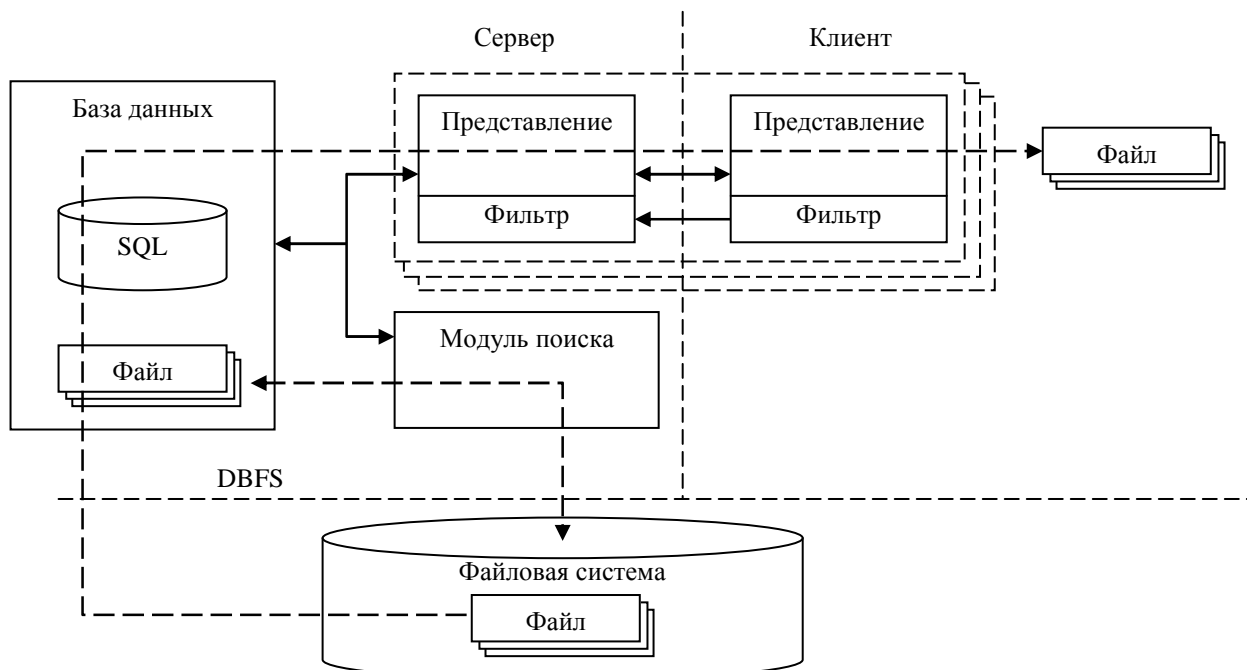 Сервер
Клиент
База данных
Представление
Представление
Файл
Фильтр
Фильтр
SQL
Модуль поиска
Файл
DBFS
Файловая система
Файл